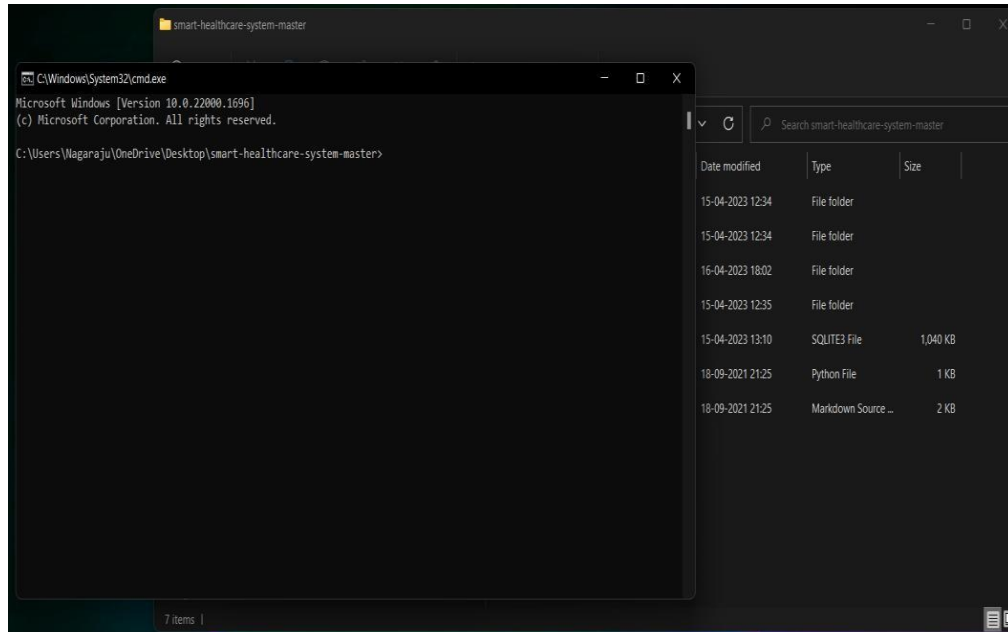 smart-healthcare-system-master
C:\Windows\System32\cmd.exe
Microsoft Windows [Version 10.0.22000.1696]
(c) Microsoft Corporation. All rights reserved.
C:\Users\Nagaraju\OneDrive\Desktop\smart-healthcare-system-master>
Search smart-healthcare-system-master
Date modified Type Size
15-04-2023 12:34 File folder
15-04-2023 12:34 File folder
16-04-2023 18:02 File folder
15-04-2023 12:35 File folder
15-04-2023 13:10 SQLITE3 File 1,040 KB
18-09-2021 21:25 Python File 1 KB
18-09-2021 21:25 Markdown Source ... 2 KB
7 items